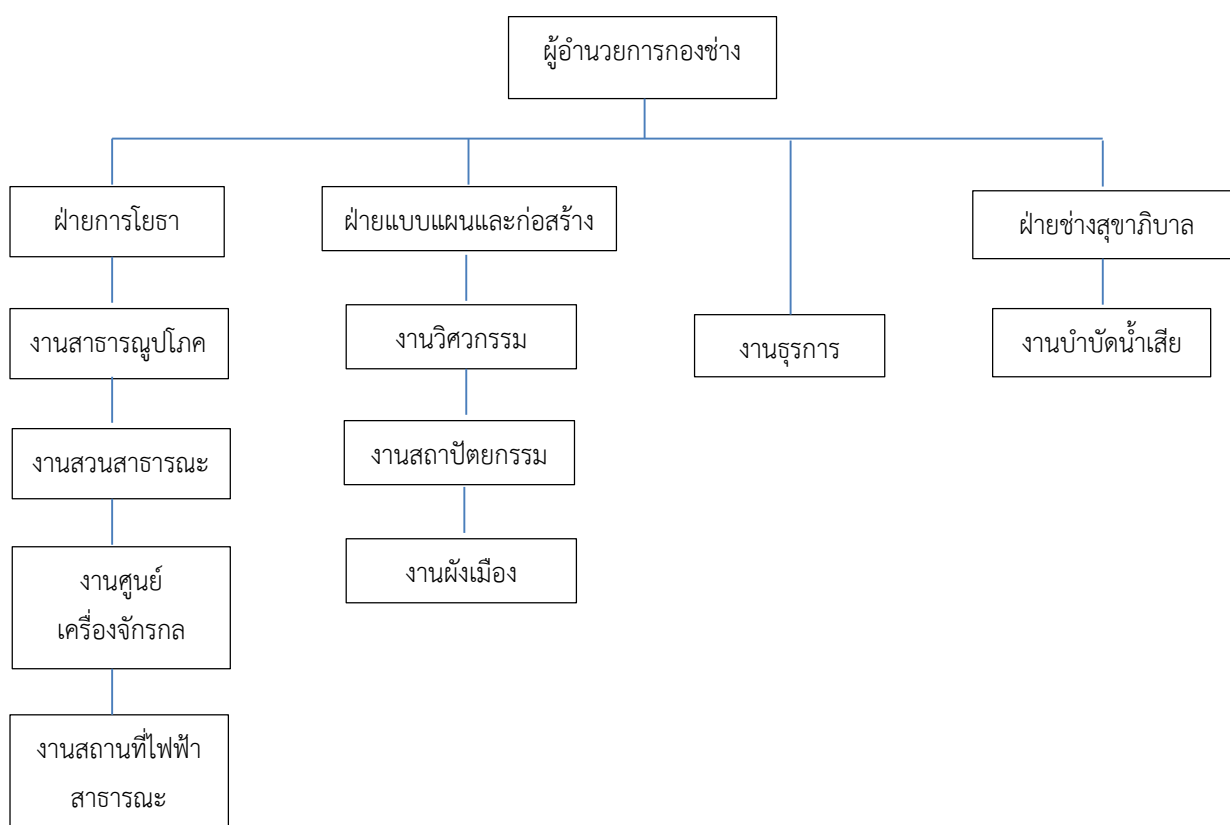 ผู้อำนวยการกองช่าง
ฝ่ายการโยธา
ฝ่ายแบบแผนและก่อสร้าง
ฝ่ายช่างสุขาภิบาล
งานสาธารณูปโภค
งานวิศวกรรม
งานธุรการ
งานบำบัดน้ำเสีย
งานสวนสาธารณะ
งานสถาปัตยกรรม
งานศูนย์
เครื่องจักรกล
งานผังเมือง
งานสถานที่ไฟฟ้า
สาธารณะ